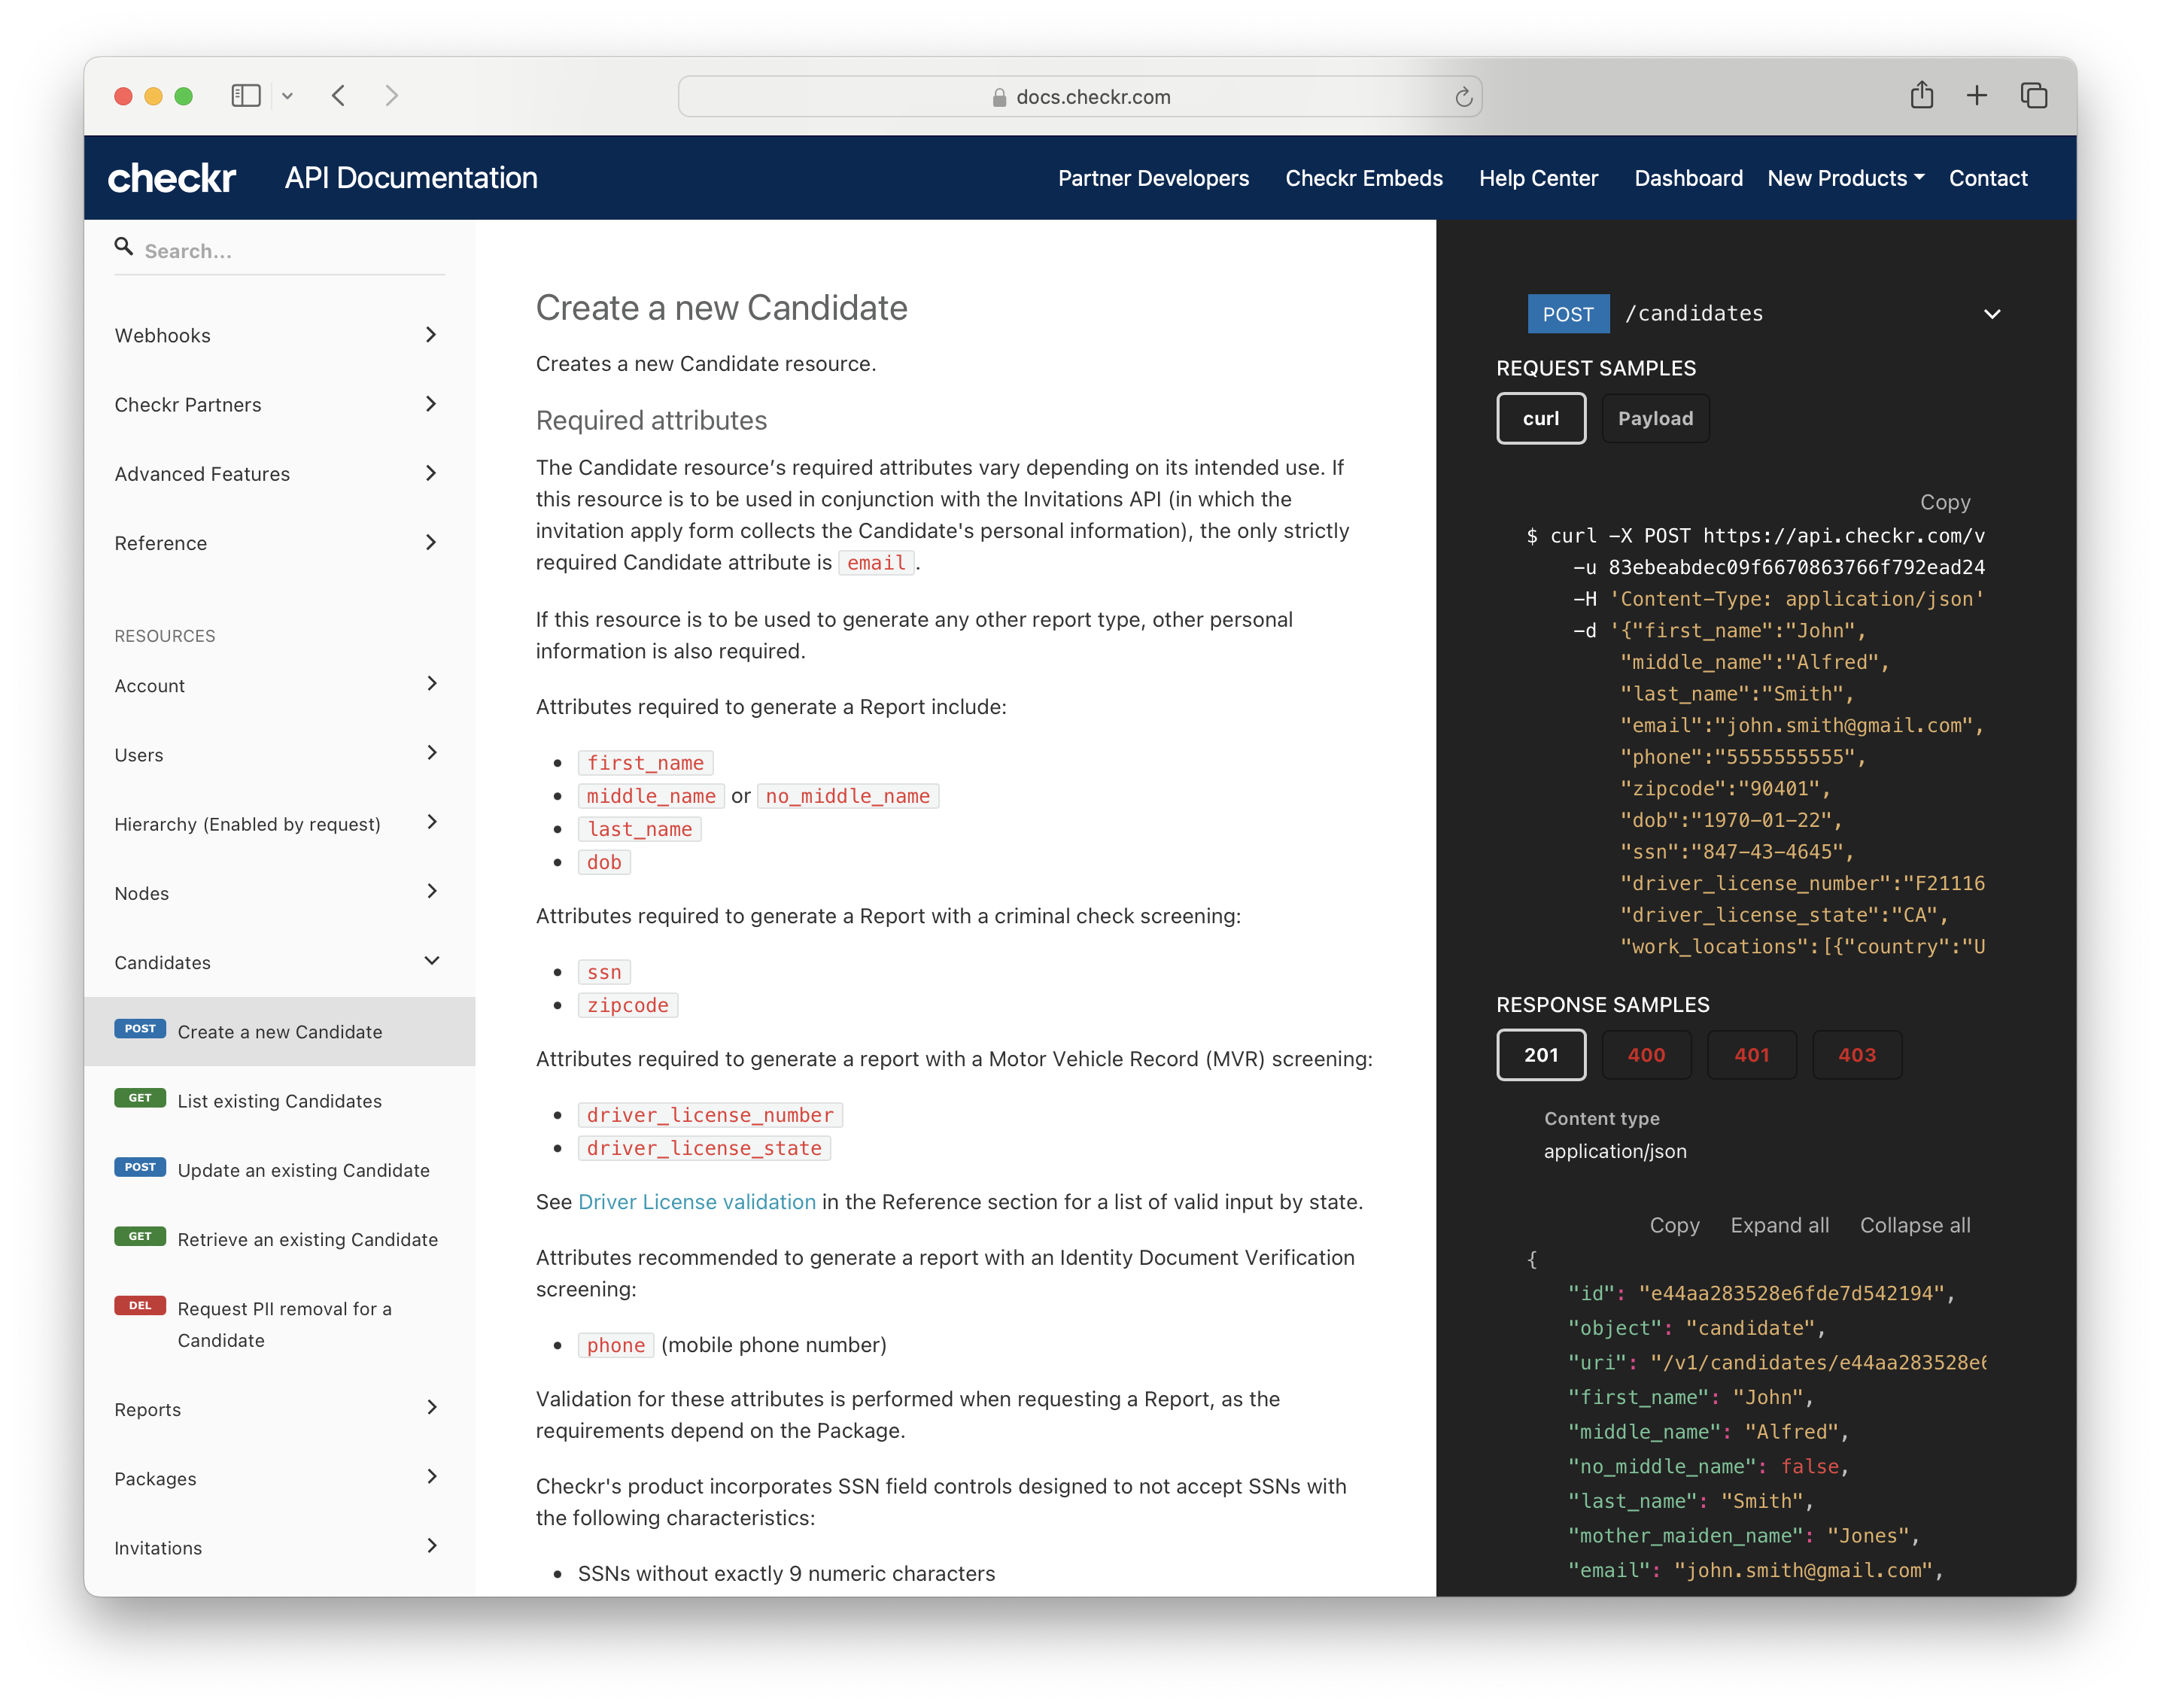 docs.checkr.com
checkr API Documentation Partner Developers Checkr Embeds Help Center Dashboard New Products Contact
Search...
Webhooks
Checkr Partners
Advanced Features
Reference
RESOURCES
Account
Users
Hierarchy (Enabled by request)
Nodes
Candidates
POST Create a new Candidate
GET List existing Candidates
POST Update an existing Candidate
GET Retrieve an existing Candidate
DEL Request PII removal for a
Candidate
Reports
Packages
Invitations
Create a new Candidate
Creates a new Candidate resource.
Required attributes
The Candidate resource's required attributes vary depending on its intended use. If
this resource is to be used in conjunction with the Invitations API (in which the
invitation apply form collects the Candidate's personal information), the only strictly
required Candidate attribute is email.
If this resource is to be used to generate any other report type, other personal
information is also required.
Attributes required to generate a Report include:
• first_name
• middle_name or no_middle_name
• last_name
• dob
Attributes required to generate a Report with a criminal check screening:
• ssn
• zipcode
Attributes required to generate a report with a Motor Vehicle Record (MVR) screening:
• driver_license_number
• driver_license_state
See Driver License validation in the Reference section for a list of valid input by state.
Attributes recommended to generate a report with an Identity Document Verification
screening:
• phone (mobile phone number)
Validation for these attributes is performed when requesting a Report, as the
requirements depend on the Package.
Checkr's product incorporates SSN field controls designed to not accept SSNs with
the following characteristics:
• SSNs without exactly 9 numeric characters
POST /candidates
REQUEST SAMPLES
curl Payload
Copy
$ curl -X POST https://api.checkr.com/v
-u 83ebeabdec09f6670863766f792ead24
-H 'Content-Type: application/json'
-d '{"first_name":"John",
"middle_name":"Alfred",
"last_name":"Smith",
"email":"john.smith@gmail.com",
"phone":"5555555555",
"zipcode":"90401",
"dob":"1970-01-22",
"ssn":"847-43-4645",
"driver_license_number":"F21116
"driver_license_state":"CA",
"work_locations":[{"country":"U
RESPONSE SAMPLES
201 400 401 403
Content type
application/json
Copy Expand all Collapse all
{
"id": "e44aa283528e6fde7d542194",
"object": "candidate",
"uri": "/v1/candidates/e44aa283528e6
"first_name": "John",
"middle_name": "Alfred",
"no_middle_name": false,
"last_name": "Smith",
"mother_maiden_name": "Jones",
"email": "john.smith@gmail.com",